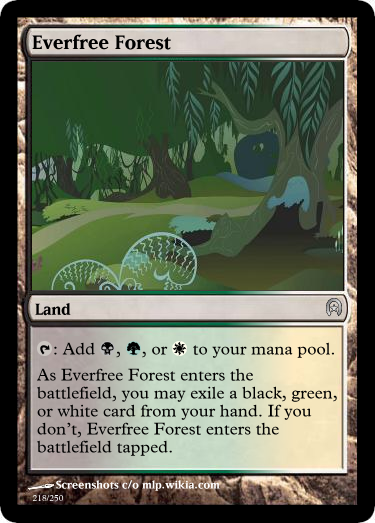 Everfree Forest
Land
: Add , , or to your mana pool.
As Everfree Forest enters the
battlefield, you may exile a black, green,
or white card from your hand. If you
don't, Everfree Forest enters the
battlefield tapped.
Screenshots c/o mlp.wikia.com
218/250